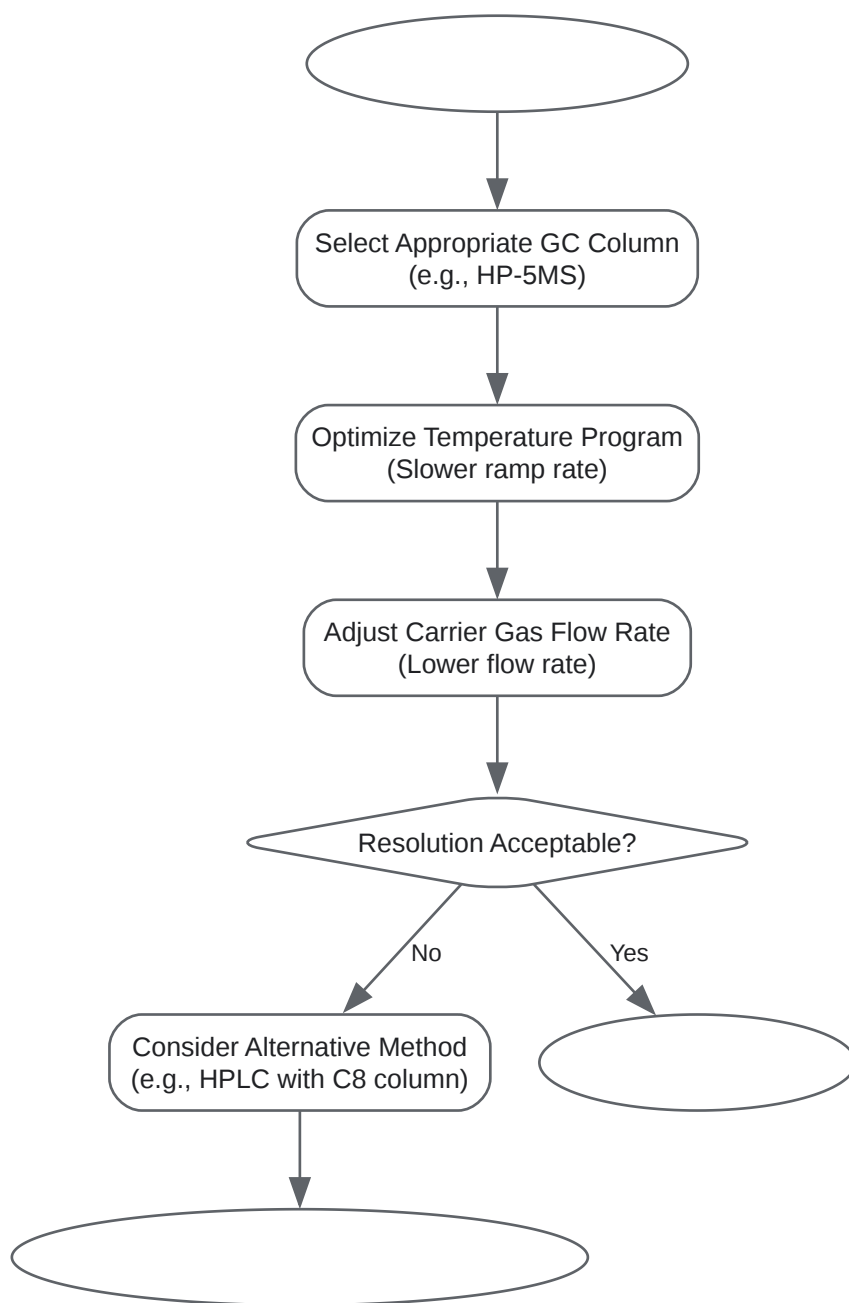 Select Appropriate GC Column
(e.g., HP-5MS)
Optimize Temperature Program
(Slower ramp rate)
Adjust Carrier Gas Flow Rate
(Lower flow rate)
Resolution Acceptable?
No
Yes
Consider Alternative Method
(e.g., HPLC with C8 column)